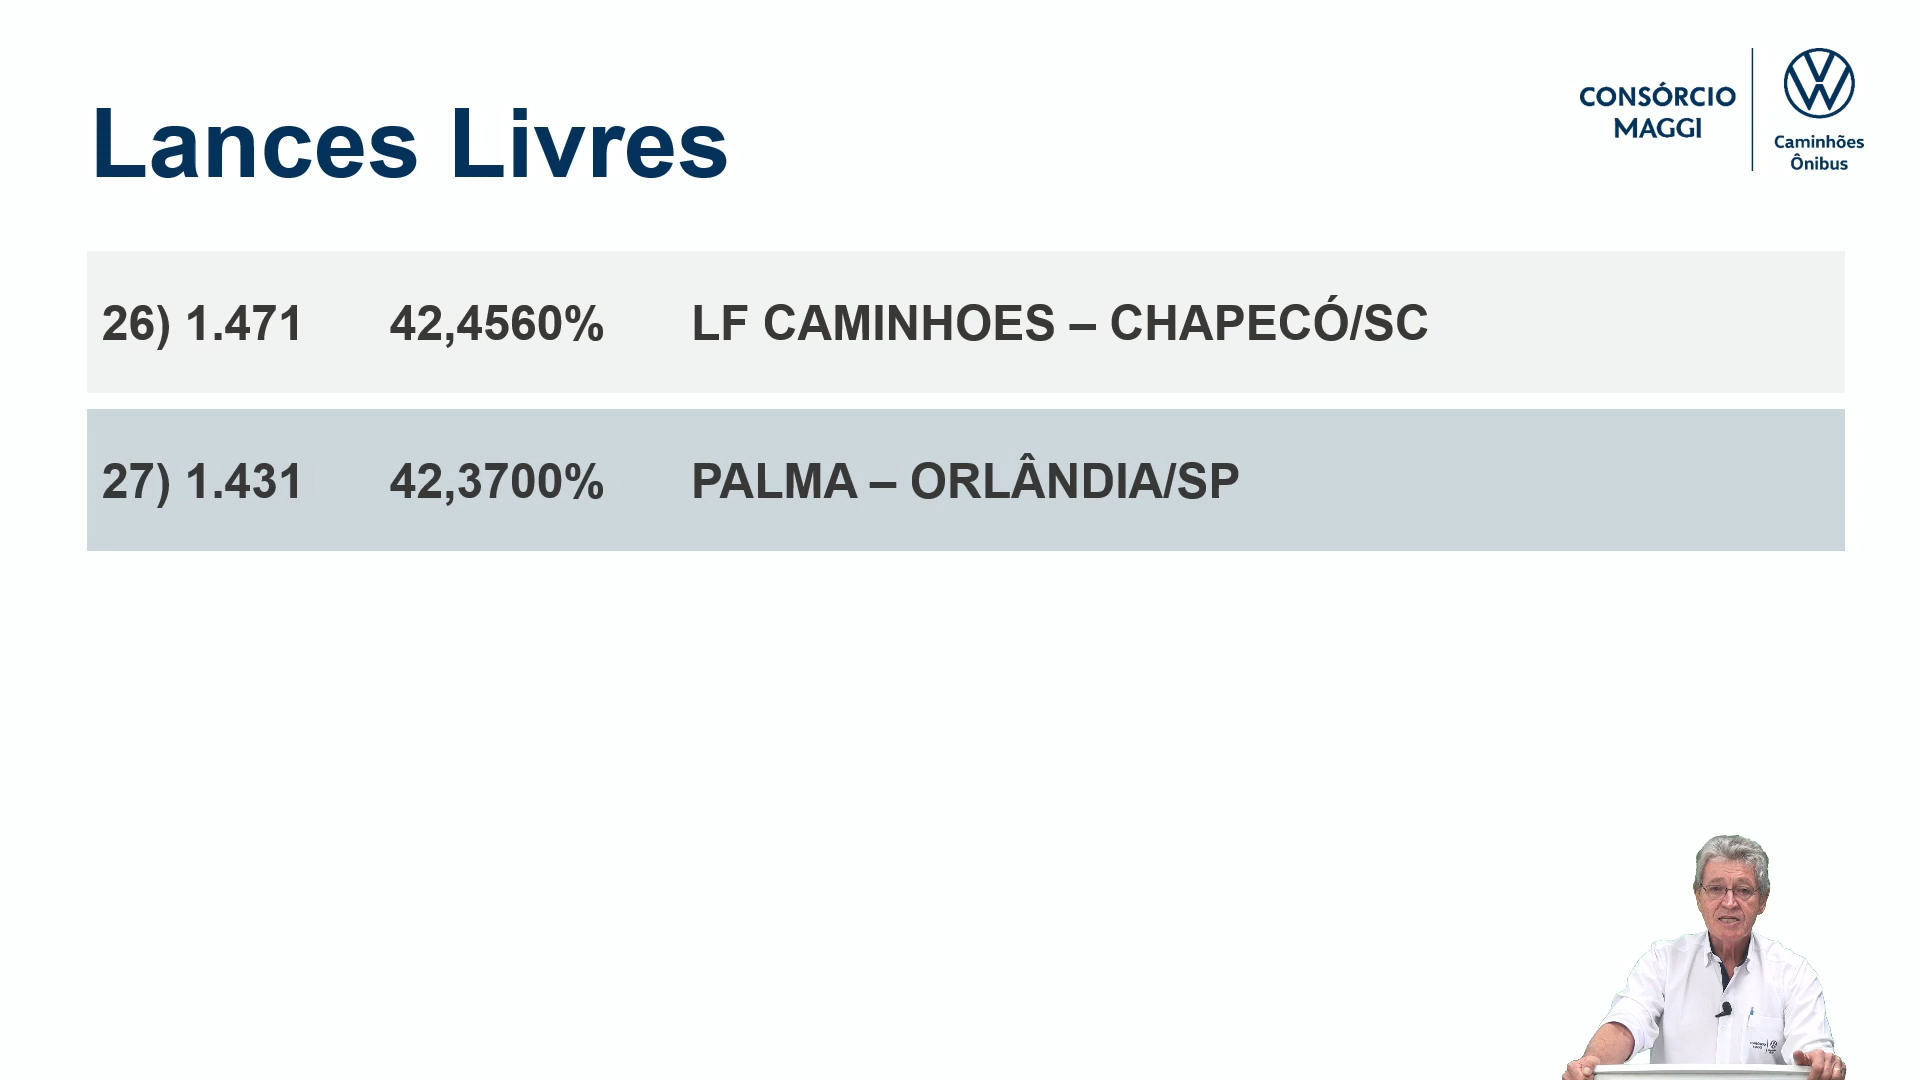 CONSÓRCIO
MAGGI
Caminhões
Ônibus
Lances Livres
26) 1.471 42,4560% LF CAMINHOES – CHAPECÓ/SC
27) 1.431 42,3700% PALMA – ORLÂNDIA/SP